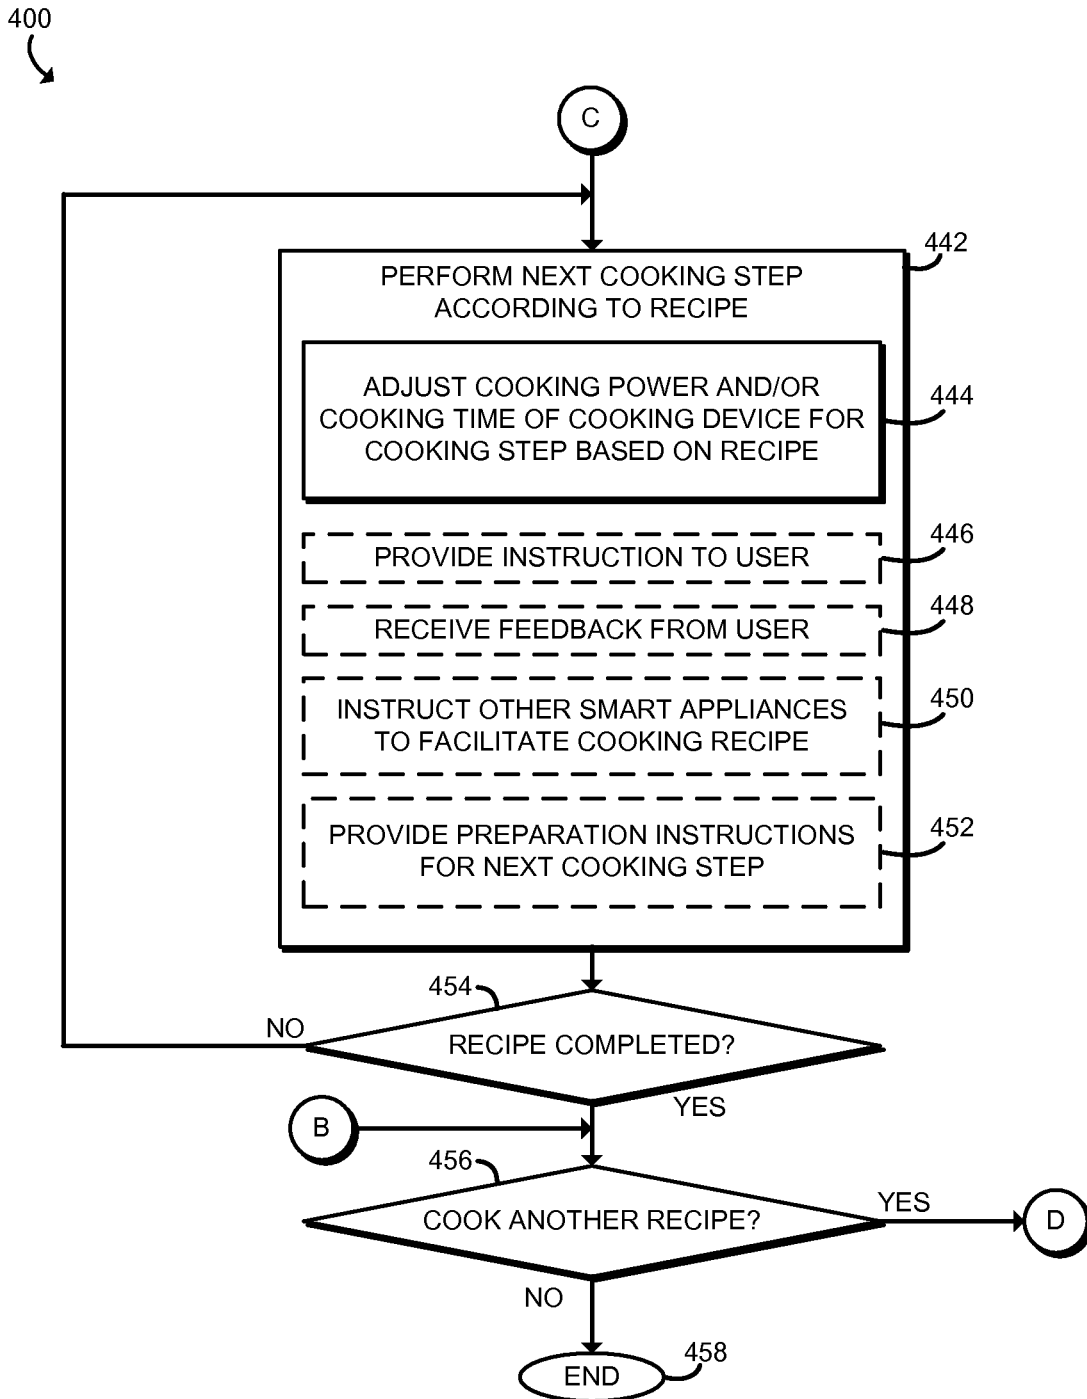 400
C
442
PERFORM NEXT COOKING STEP
ACCORDING TO RECIPE
444
ADJUST COOKING POWER AND/OR
COOKING TIME OF COOKING DEVICE FOR
COOKING STEP BASED ON RECIPE
446
PROVIDE INSTRUCTION TO USER
448
RECEIVE FEEDBACK FROM USER
450
INSTRUCT OTHER SMART APPLIANCES
TO FACILITATE COOKING RECIPE
452
PROVIDE PREPARATION INSTRUCTIONS
FOR NEXT COOKING STEP
454
NO
RECIPE COMPLETED?
YES
B
456
COOK ANOTHER RECIPE?
YES
D
NO
END
458